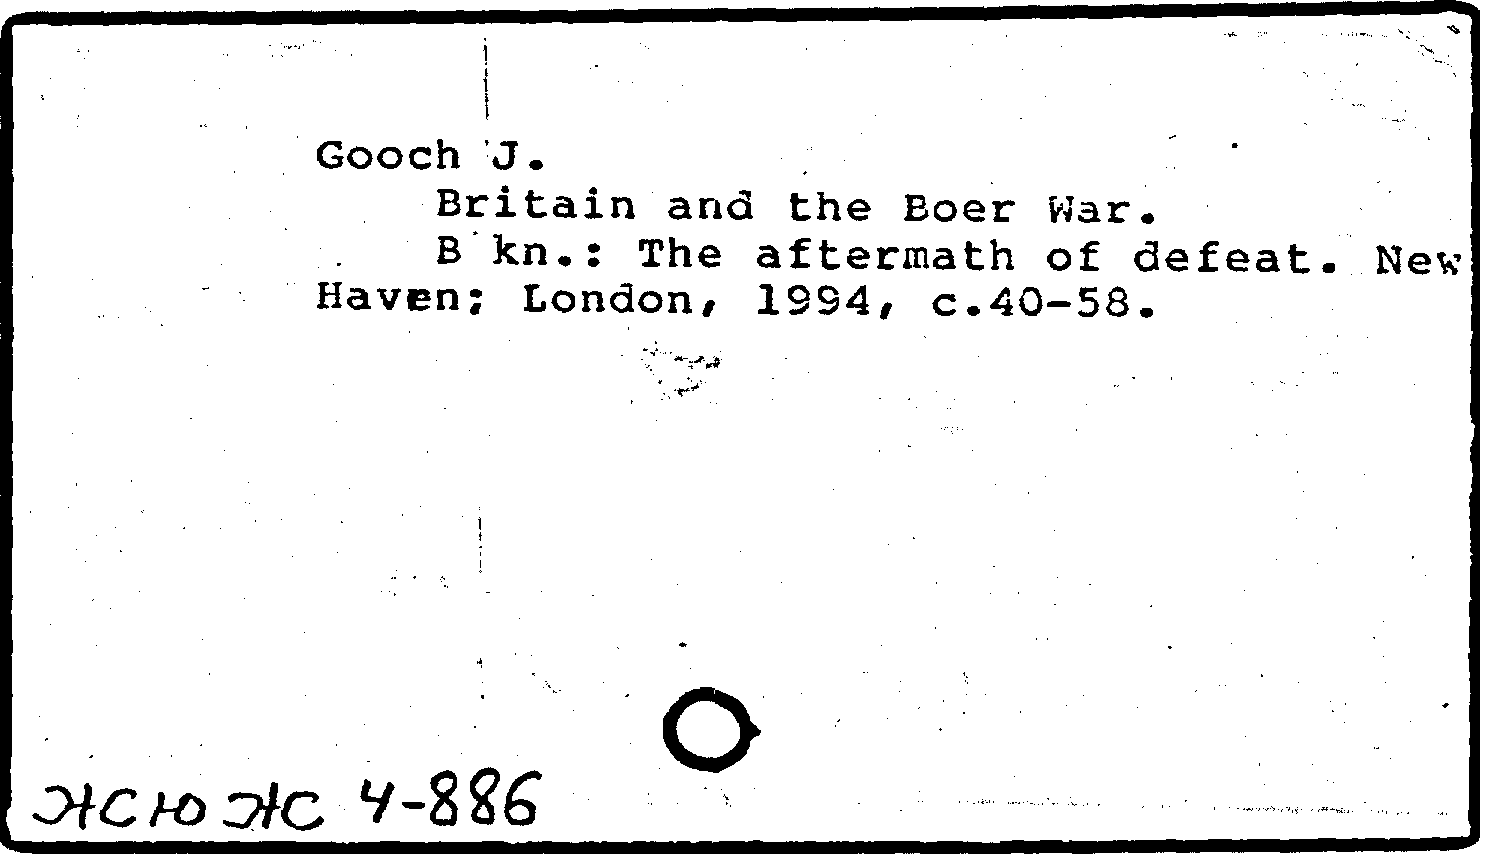 Gooch J.
Britain and the Boer War.
B kn.: The aftermath of defeat. New
Haven; London, 1994, c.40-58.
жсюжс 4-886